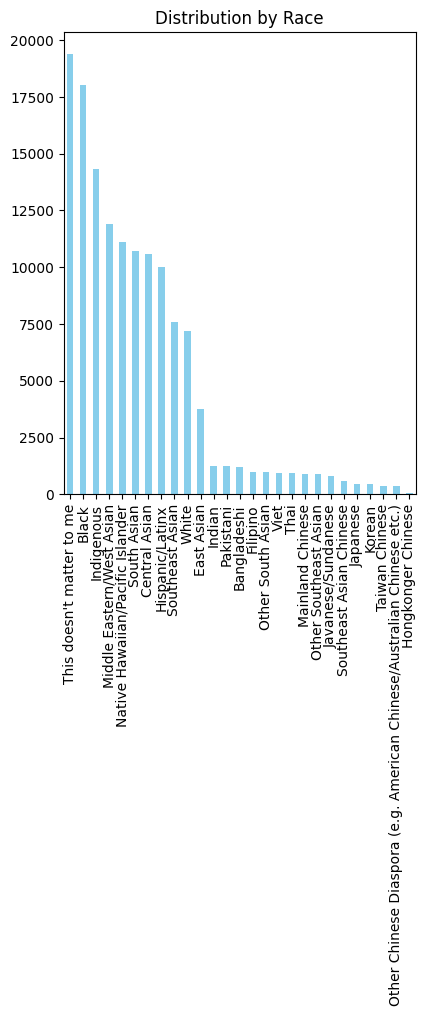 Distribution by Race
20000
17500
15000
12500
10000
7500
5000
2500
0
This doesn't matter to me
Black
Indigenous
Middle Eastern/West Asian
Native Hawaiian/Pacific Islander
South Asian
Central Asian
Hispanic/Latinx
Southeast Asian
White
East Asian
Indian
Pakistani
Bangladeshi
Filipino
Other South Asian
Viet
Thai
Mainland Chinese
Other Southeast Asian
Javanese/Sundanese
Southeast Asian Chinese
Japanese
Korean
Taiwan Chinese
Other Chinese Diaspora (e.g. American Chinese/Australian Chinese etc.)
Hongkonger Chinese